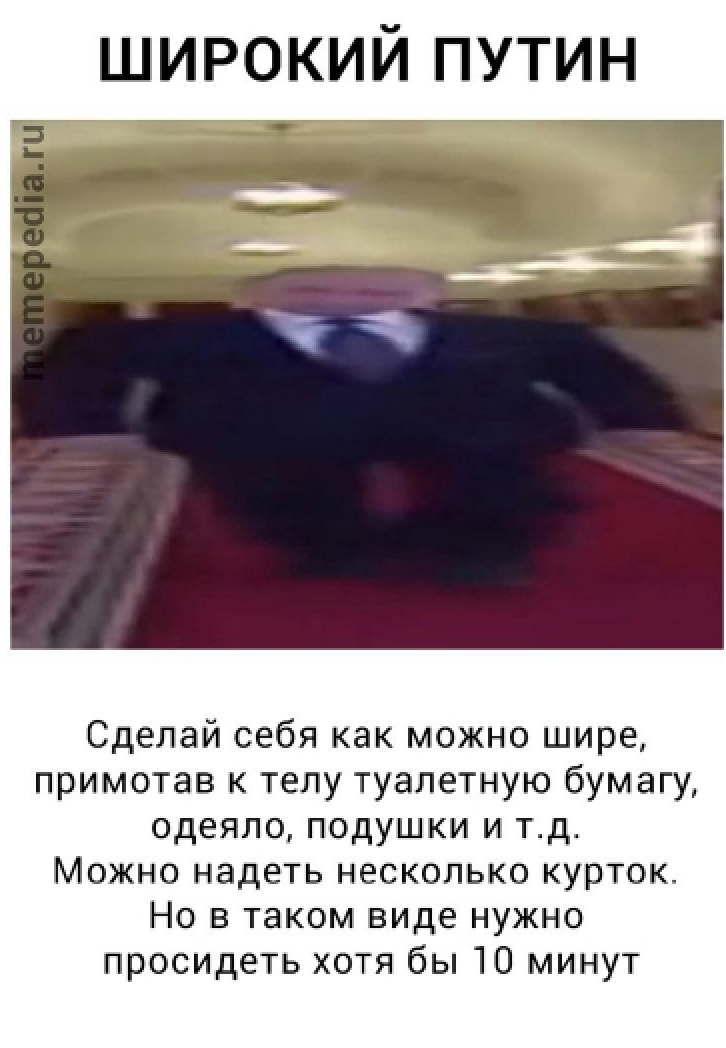 ШИРОКИЙ ПУТИН
memepedia.ru
Сделай себя как можно шире,
примотав к телу туалетную бумагу,
одеяло, подушки и т.д.
Можно надеть несколько курток.
Но в таком виде нужно
просидеть хотя бы 10 минут